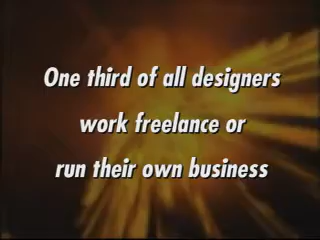 One third of all designers
work freelance or
run their own business